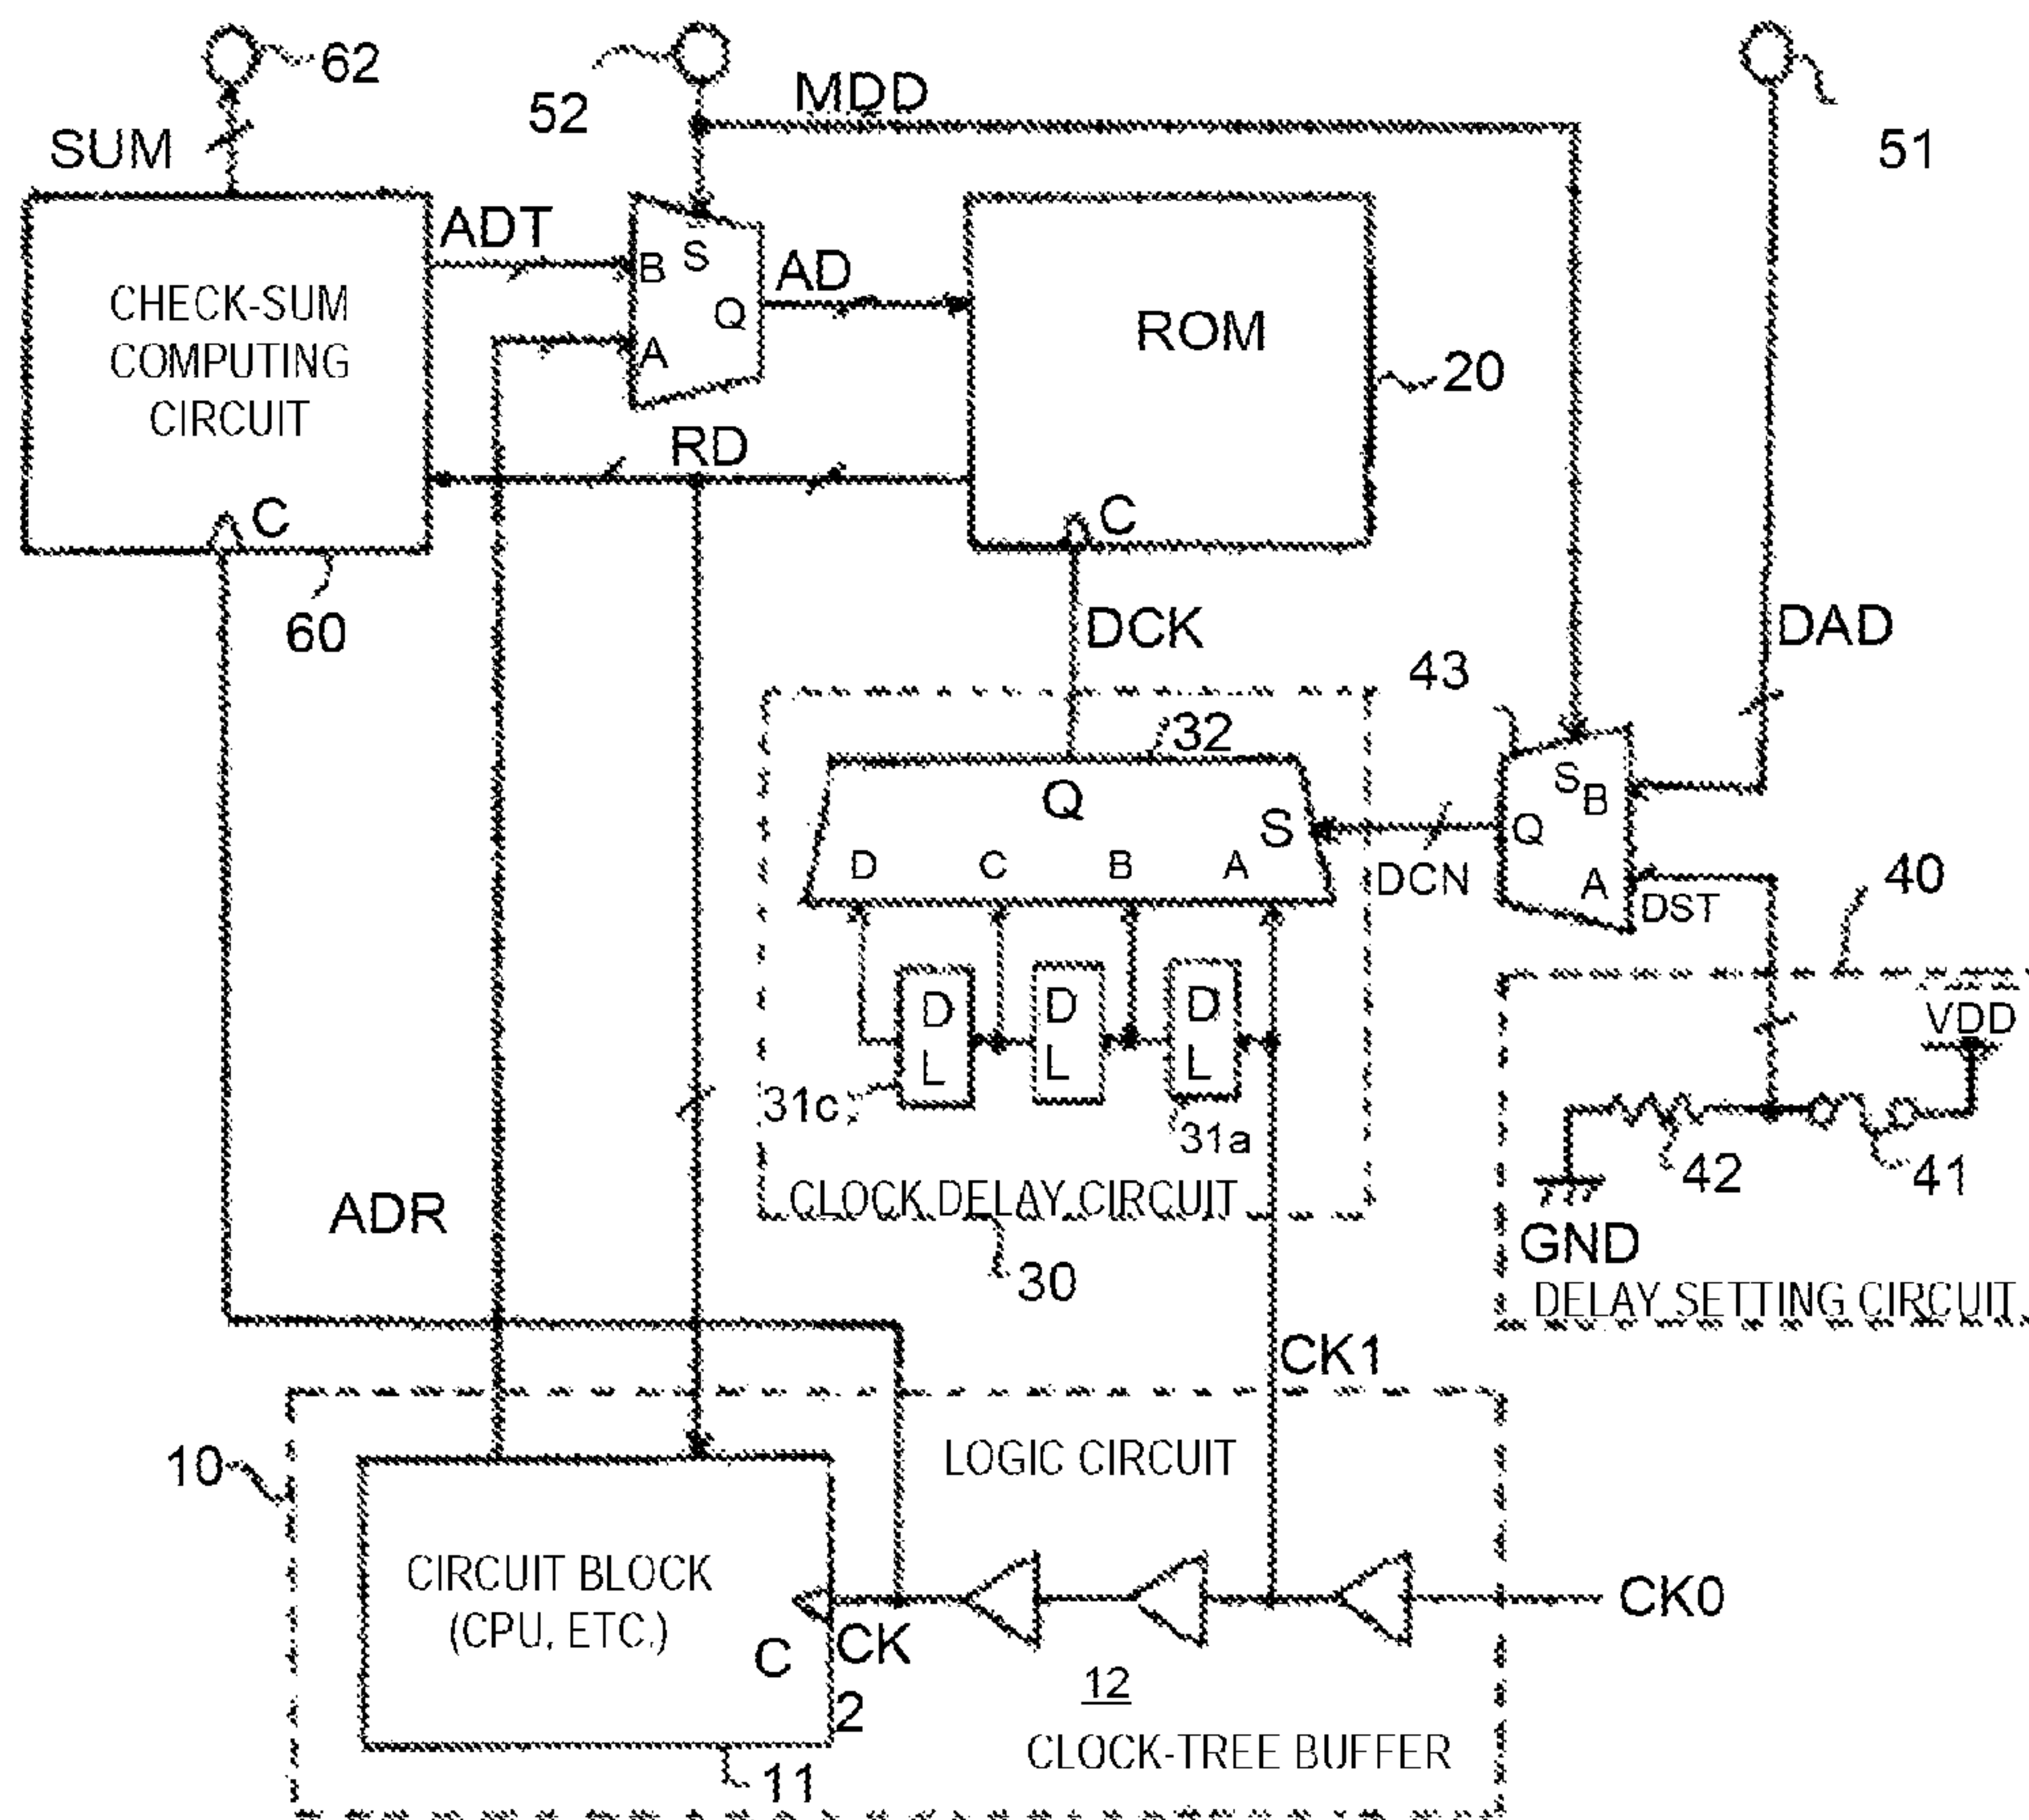 62
52
MDD
51
SUM
ADT
B
S
AD
Q
A
CHECK-SUM
COMPUTING
CIRCUIT
ROM
20
RD
C
C
60
DCK
DAD
43
32
Q
S
D
C
B
A
DCN
S
B
Q
A
DST
40
D
L
D
L
D
L
31c
31a
VDD
42
41
GND
CLOCK DELAY CIRCUIT
30
DELAY SETTING CIRCUIT
ADR
CK1
10
LOGIC CIRCUIT
CIRCUIT BLOCK
(CPU, ETC.)
C
CK
2
CK0
12
CLOCK-TREE BUFFER
11